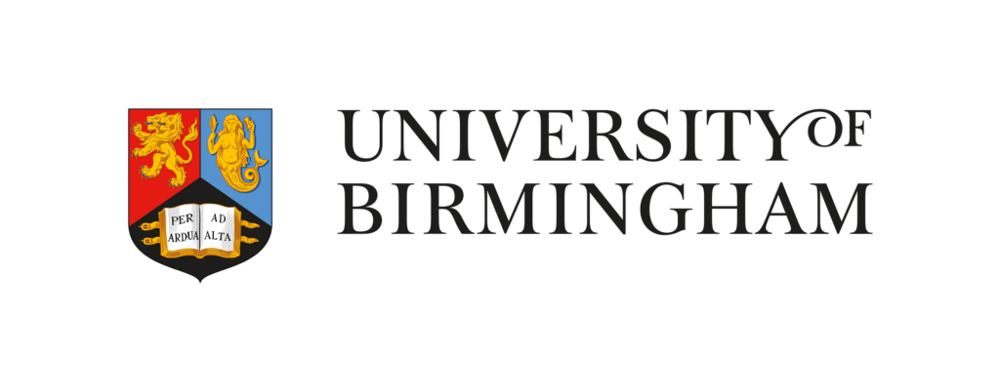 UNIVERSITY OF
BIRMINGHAM
PER AD
ARDUA ALTA